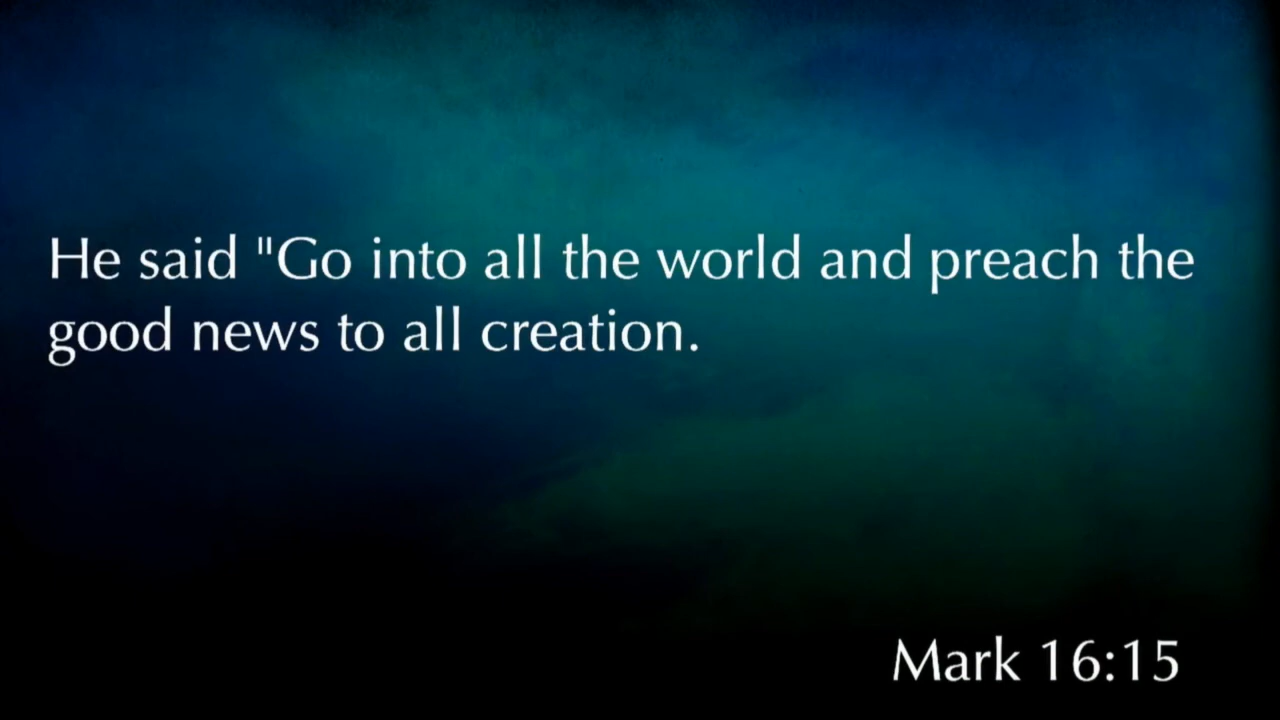 He said "Go into all the world and preach the
good news to all creation.
Mark 16:15